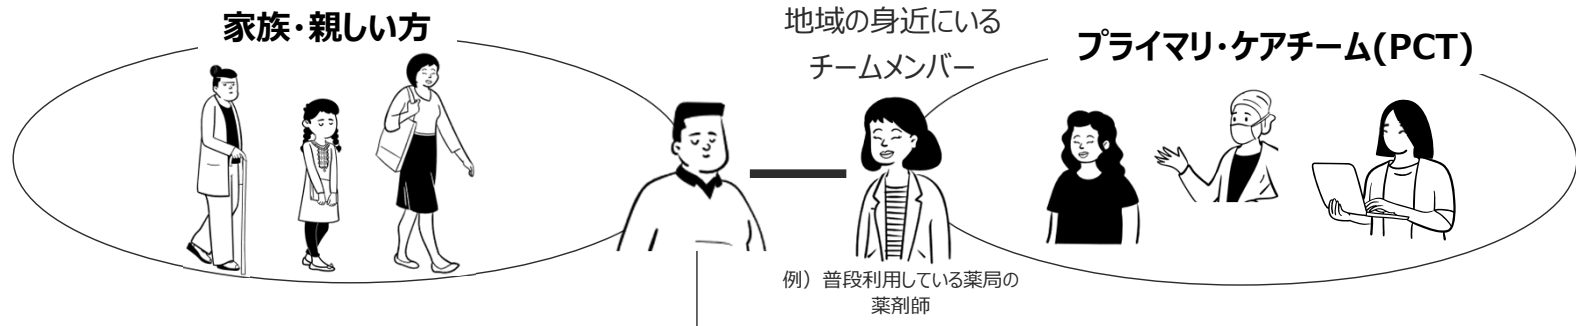 家族・親しい方
地域の身近にいる
チームメンバー
プライマリ・ケアチーム(PCT)
例）普段利用している薬局の
薬剤師